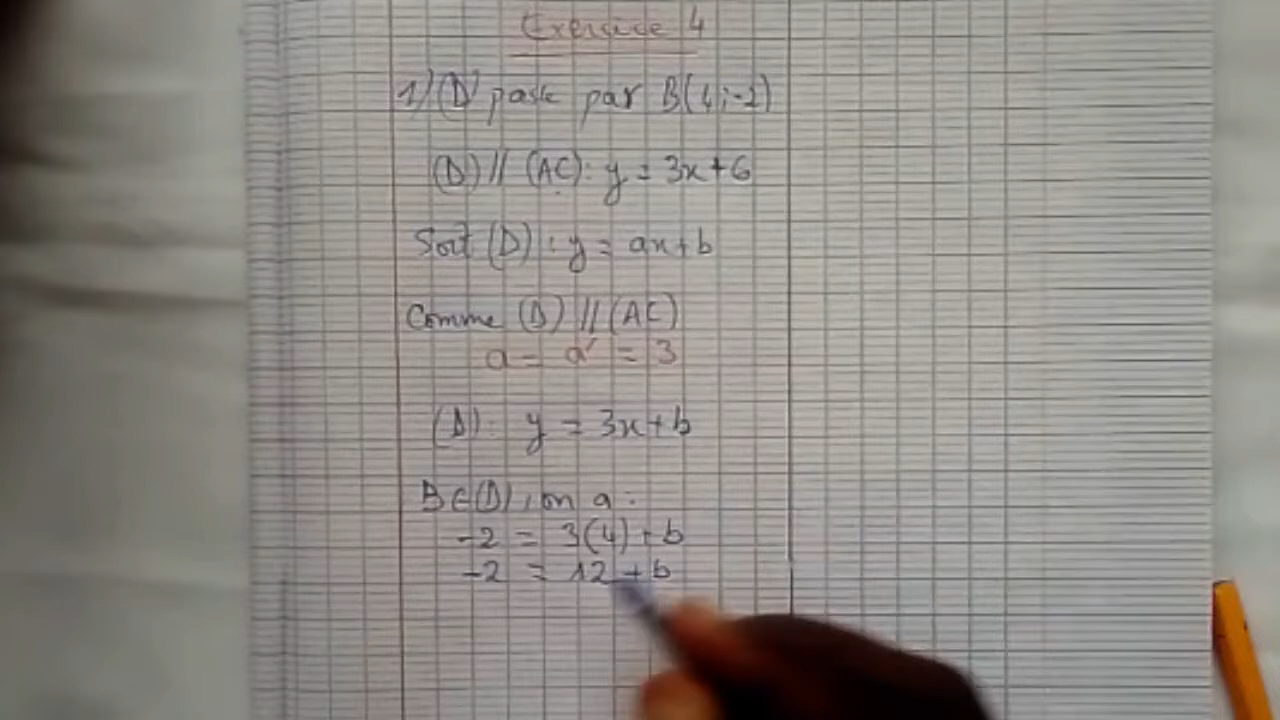 Exercice 4
1) (D) passe par B(4;-2)
(D) // (AC): y = 3x+6
Soit (D): y = ax+b
Comme (D) // (AC)
a = a' = 3
(D): y = 3x+b
B∈(D), on a:
-2 = 3(4)+b
-2 = 12+b